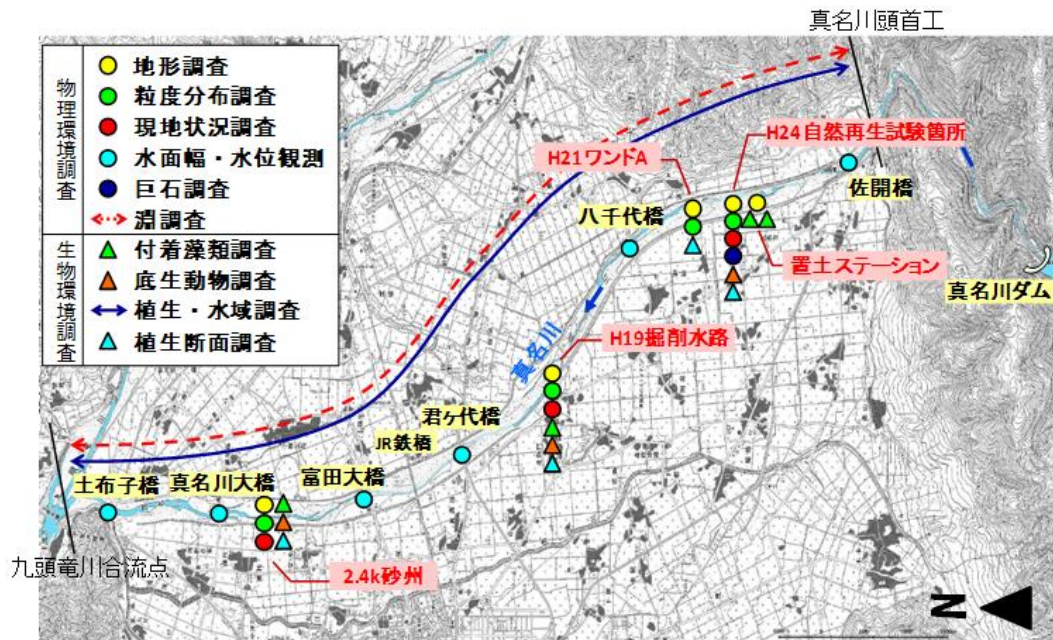 真名川頭首工
物理環境調査
地形調査
粒度分布調査
現地状況調査
水面幅・水位観測
巨石調査
淵調査
生物環境調査
付着藻類調査
底生動物調査
植生・水域調査
植生断面調査
H24自然再生試験箇所
H21ワンドA
佐開橋
八千代橋
置土ステーション
真名川ダム
真名川
H19掘削水路
君ヶ代橋
JR鉄橋
富田大橋
真名川大橋
土布子橋
九頭竜川合流点
2.4k砂州
N